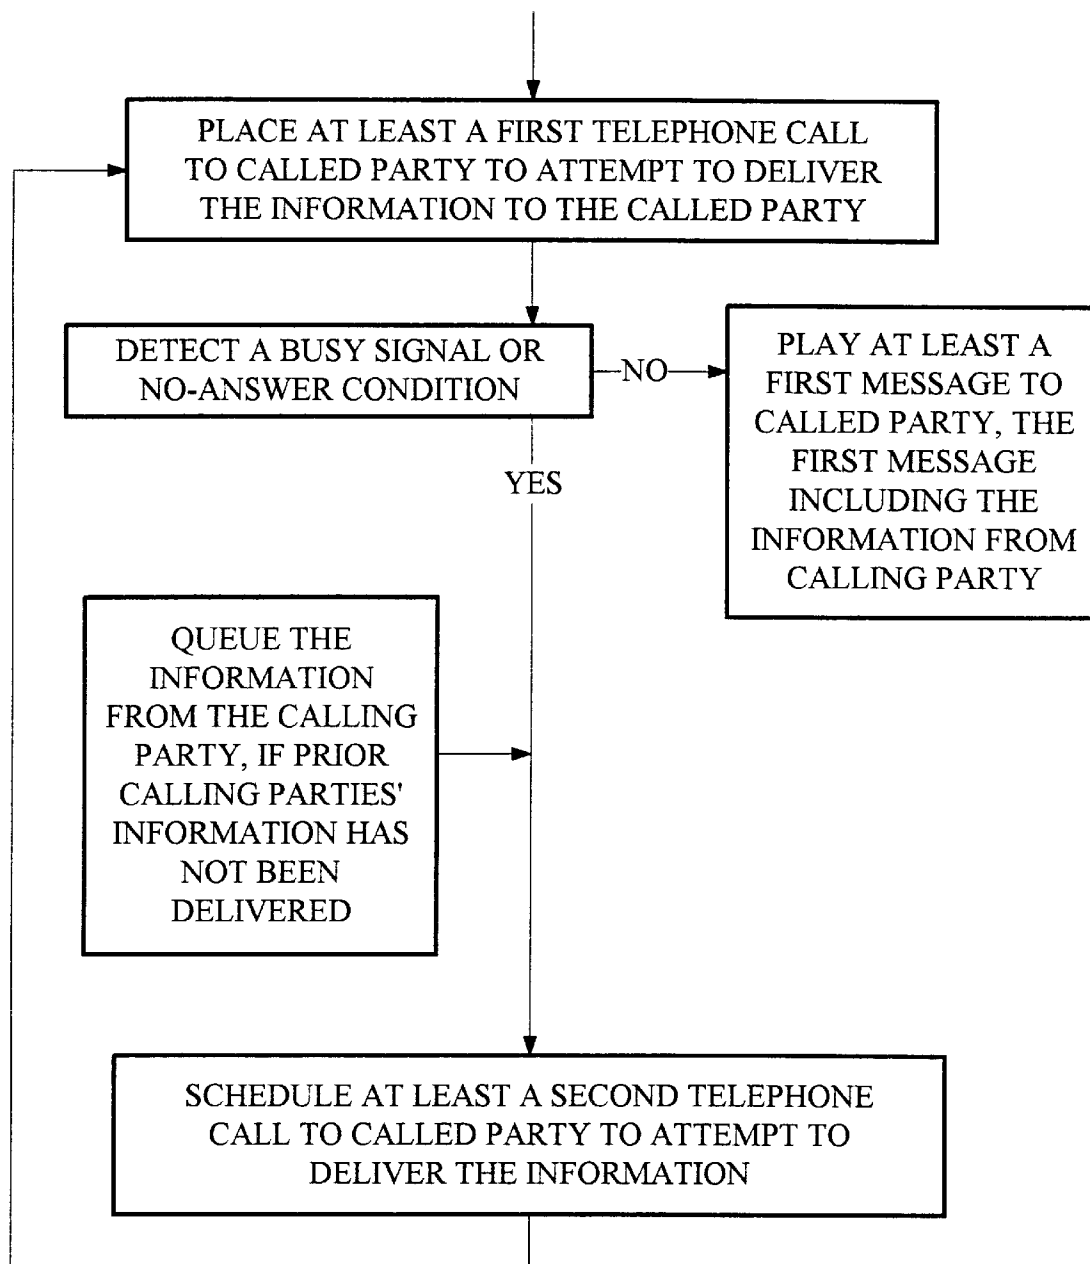 PLACE AT LEAST A FIRST TELEPHONE CALL
TO CALLED PARTY TO ATTEMPT TO DELIVER
THE INFORMATION TO THE CALLED PARTY
DETECT A BUSY SIGNAL OR
NO-ANSWER CONDITION
NO
PLAY AT LEAST A
FIRST MESSAGE TO
CALLED PARTY, THE
FIRST MESSAGE
INCLUDING THE
INFORMATION FROM
CALLING PARTY
YES
QUEUE THE
INFORMATION
FROM THE CALLING
PARTY, IF PRIOR
CALLING PARTIES'
INFORMATION HAS
NOT BEEN
DELIVERED
SCHEDULE AT LEAST A SECOND TELEPHONE
CALL TO CALLED PARTY TO ATTEMPT TO
DELIVER THE INFORMATION